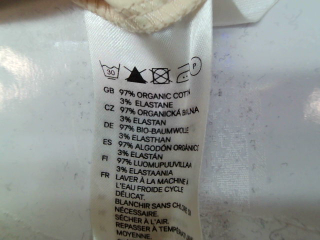 30
P
GB 97% ORGANIC COTT
3% ELASTANE
CZ 97% ORGANICKÁ BAVLNA
3% ELASTAN
DE 97% BIO-BAUMWOLLE
3% ELASTHAN
ES 97% ALGODÓN ORGÁNICO
3% ELASTÁN
FI 97% LUOMUPUUVILLAA
3% ELASTAANIA
FR LAVER À LA MACHINE À
L'EAU FROIDE CYCLE
DÉLICAT.
BLANCHIR SANS CHLORE SI
NÉCESSAIRE.
SÉCHER À L'AIR.
REPASSER À TEMPÉRATURE
MOYENNE.